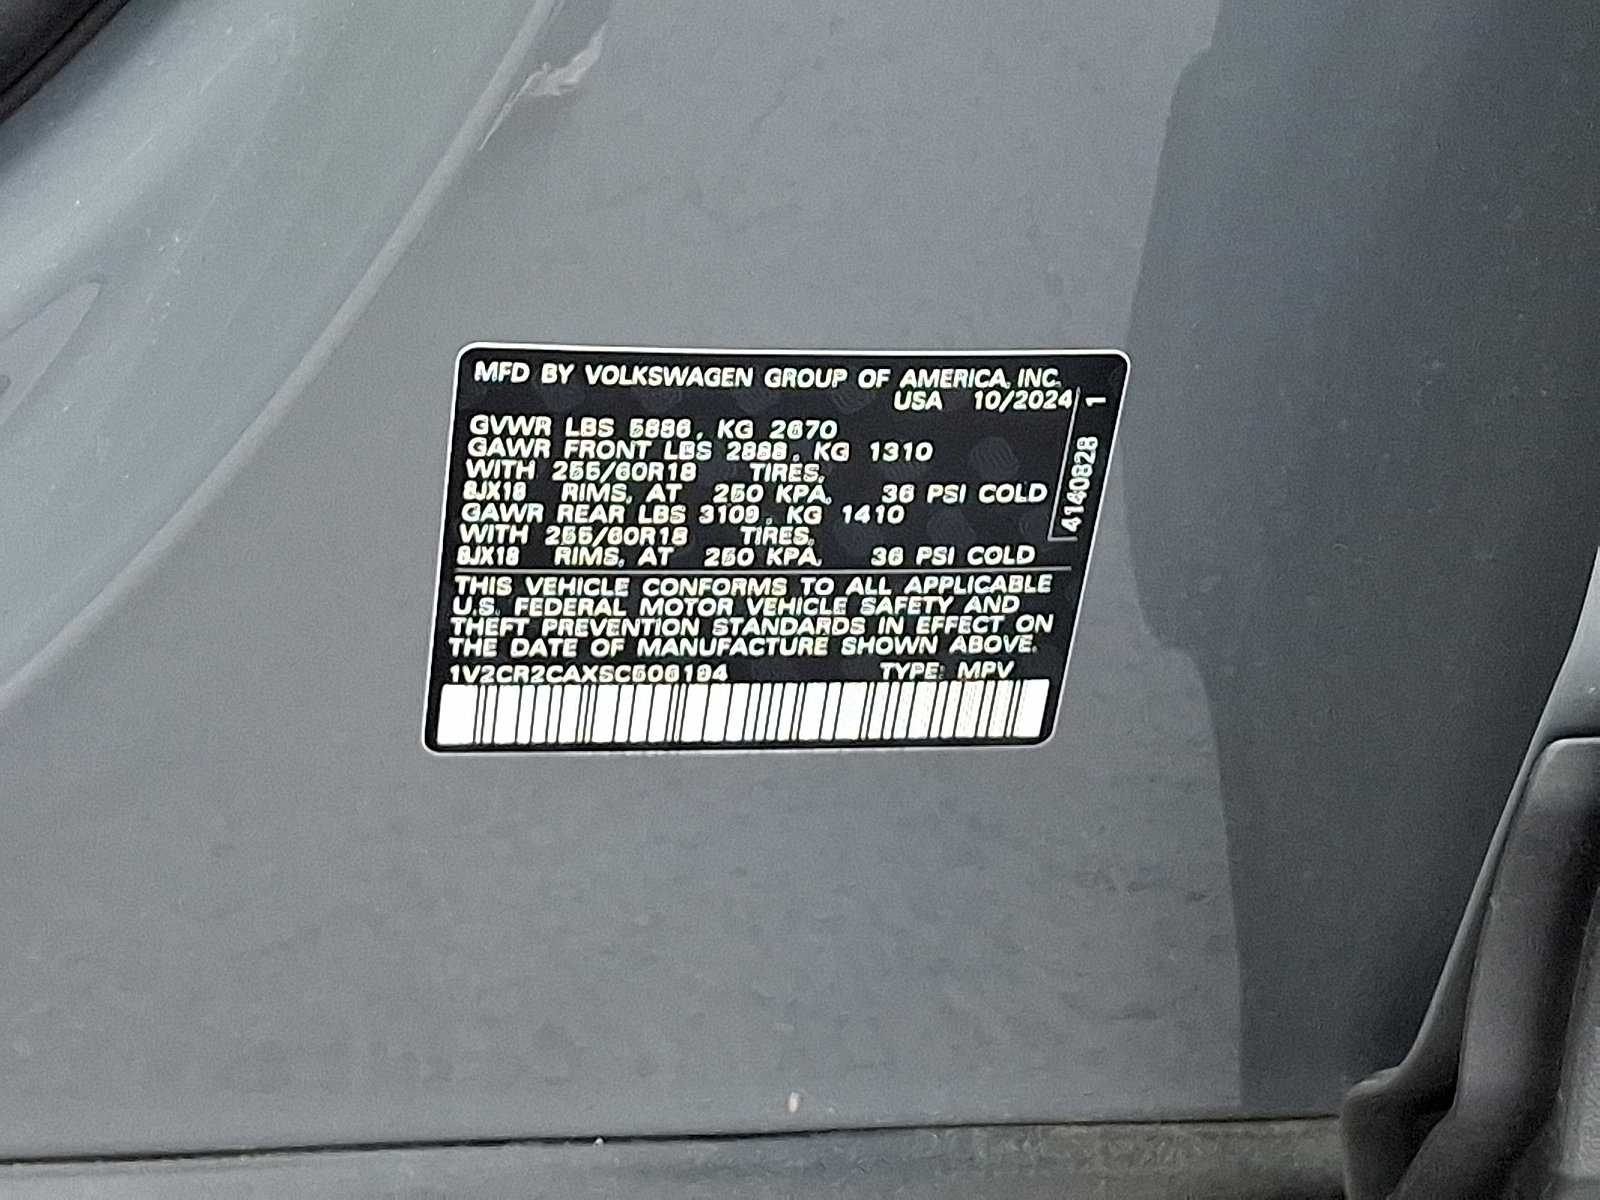 MFD BY VOLKSWAGEN GROUP OF AMERICA, INC.
USA 10/2024
GVWR LBS 5886, KG 2670
GAWR FRONT LBS 2888, KG 1310
WITH 255/60R18 TIRES,
8JX18 RIMS, AT 250 KPA, 36 PSI COLD
GAWR REAR LBS 3109, KG 1410
WITH 255/60R18 TIRES,
8JX18 RIMS, AT 250 KPA, 36 PSI COLD
THIS VEHICLE CONFORMS TO ALL APPLICABLE
U.S. FEDERAL MOTOR VEHICLE SAFETY AND
THEFT PREVENTION STANDARDS IN EFFECT ON
THE DATE OF MANUFACTURE SHOWN ABOVE.
TYPE: MPV
4140828 1